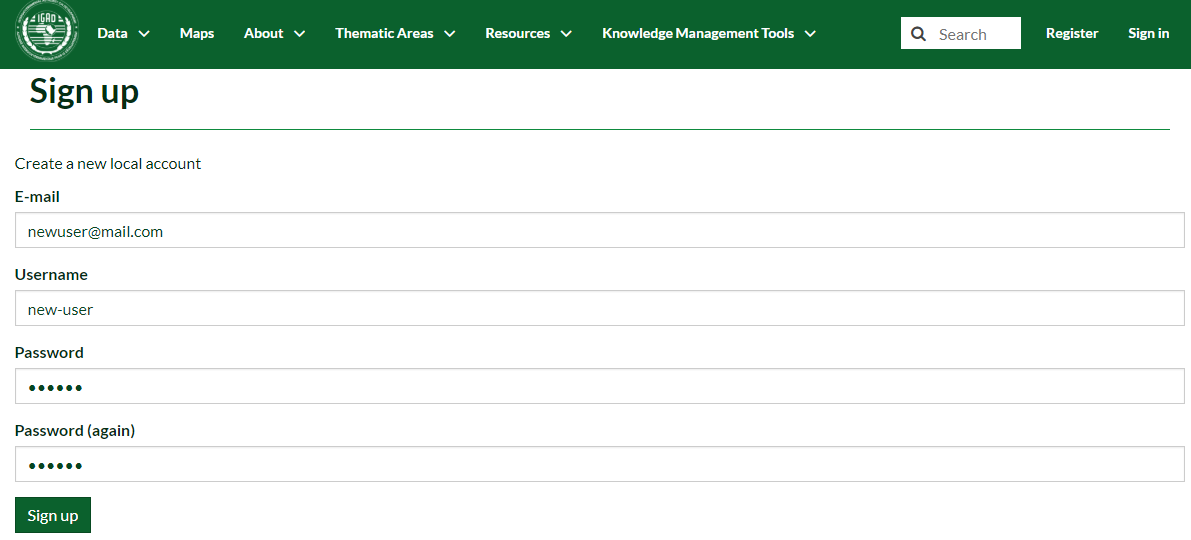 IGAD
Data Maps About Thematic Areas Resources Knowledge Management Tools Search Register Sign in
Sign up
Create a new local account
E-mail
newuser@mail.com
Username
new-user
Password
••••••
Password (again)
••••••
Sign up